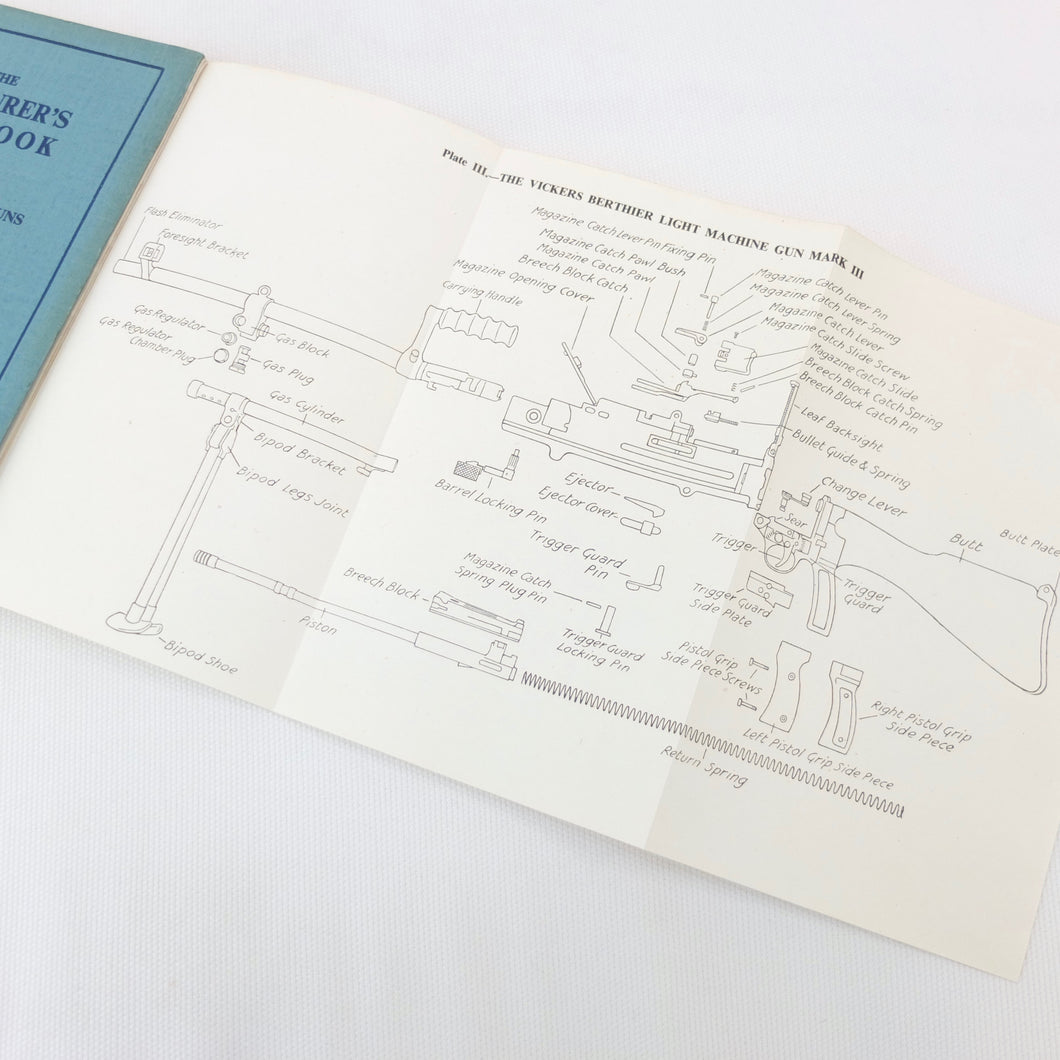 THE
URER'S
OOK
UNS
Plate III.—THE VICKERS BERTHIER LIGHT MACHINE GUN MARK III
Flash Eliminator
Foresight Bracket
Gas Regulator
Gas Regulator
Chamber Plug
Gas Block
Gas Plug
Gas Cylinder
Bipod Bracket
Bipod Legs Joint
Bipod Shoe
Piston
Magazine Catch Lever Pin Fixing Pin
Magazine Catch Pawl Bush
Magazine Catch Pawl
Breech Block Catch
Magazine Opening Cover
Carrying Handle
Magazine Catch Lever Pin
Magazine Catch Lever Spring
Magazine Catch Lever
Magazine Catch Slide Screw
Magazine Catch Slide
Breech Block Catch Spring
Breech Block Catch Pin
Leaf Backsight
Bullet Guide & Spring
Change Lever
Barrel Locking Pin
Ejector
Ejector Cover
Trigger Guard
Pin
Magazine Catch
Spring Plug Pin
Breech Block
Trigger Guard
Locking Pin
Sear
Trigger
Butt
Butt Plate
Trigger
Guard
Trigger Guard
Side Plate
Pistol Grip
Side Piece Screws
Right Pistol Grip
Side Piece
Left Pistol Grip Side Piece
Return Spring